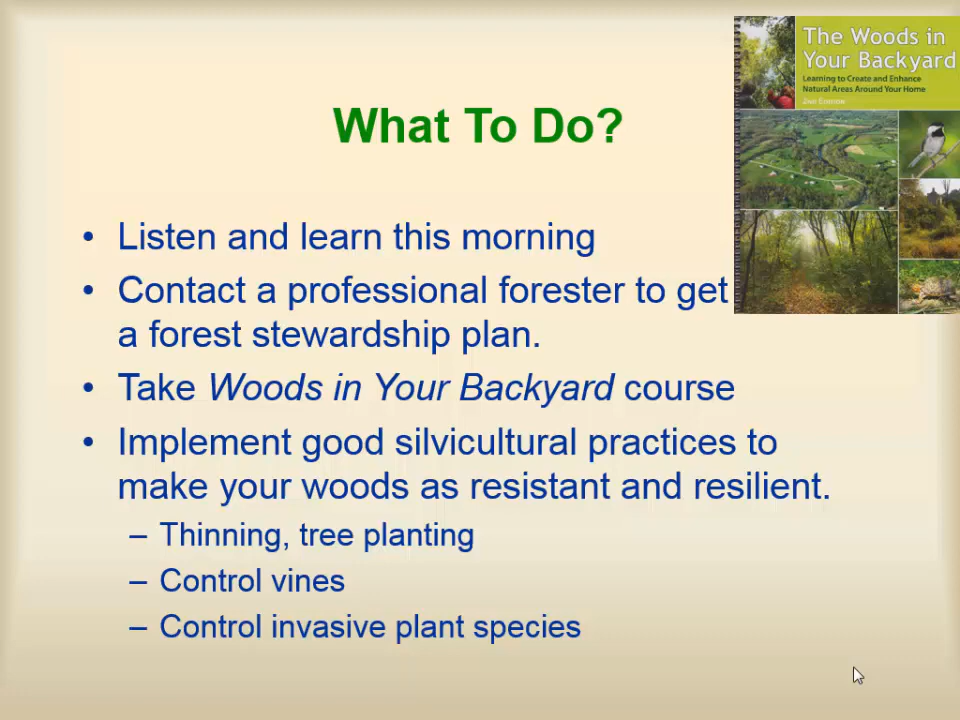 The Woods in
Your Backyard
Learning to Create and Enhance
Natural Areas Around Your Home
2nd Edition
What To Do?
• Listen and learn this morning
• Contact a professional forester to get
a forest stewardship plan.
• Take Woods in Your Backyard course
• Implement good silvicultural practices to
make your woods as resistant and resilient.
– Thinning, tree planting
– Control vines
– Control invasive plant species